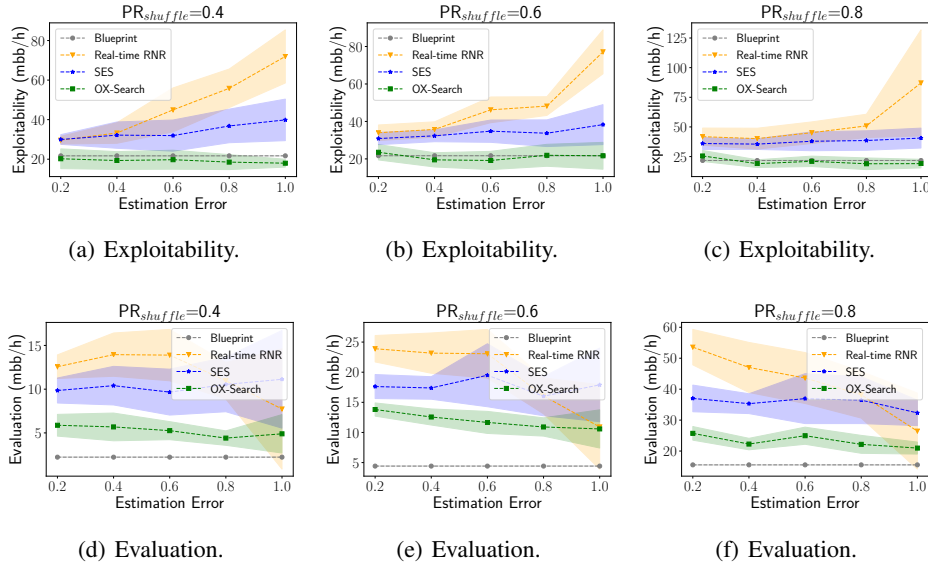 PR_shuffle=0.4
Exploitability (mbb/h)
80
60
40
20
Blueprint
Real-time RNR
SES
OX-Search
0.2 0.4 0.6 0.8 1.0
Estimation Error
(a) Exploitability.
PR_shuffle=0.6
Exploitability (mbb/h)
80
60
40
20
Blueprint
Real-time RNR
SES
OX-Search
0.2 0.4 0.6 0.8 1.0
Estimation Error
(b) Exploitability.
PR_shuffle=0.8
Exploitability (mbb/h)
125
100
75
50
25
Blueprint
Real-time RNR
SES
OX-Search
0.2 0.4 0.6 0.8 1.0
Estimation Error
(c) Exploitability.
PR_shuffle=0.4
Evaluation (mbb/h)
15
10
5
Blueprint
Real-time RNR
SES
OX-Search
0.2 0.4 0.6 0.8 1.0
Estimation Error
(d) Evaluation.
PR_shuffle=0.6
Evaluation (mbb/h)
25
20
15
10
5
Blueprint
Real-time RNR
SES
OX-Search
0.2 0.4 0.6 0.8 1.0
Estimation Error
(e) Evaluation.
PR_shuffle=0.8
Evaluation (mbb/h)
60
50
40
30
20
Blueprint
Real-time RNR
SES
OX-Search
0.2 0.4 0.6 0.8 1.0
Estimation Error
(f) Evaluation.